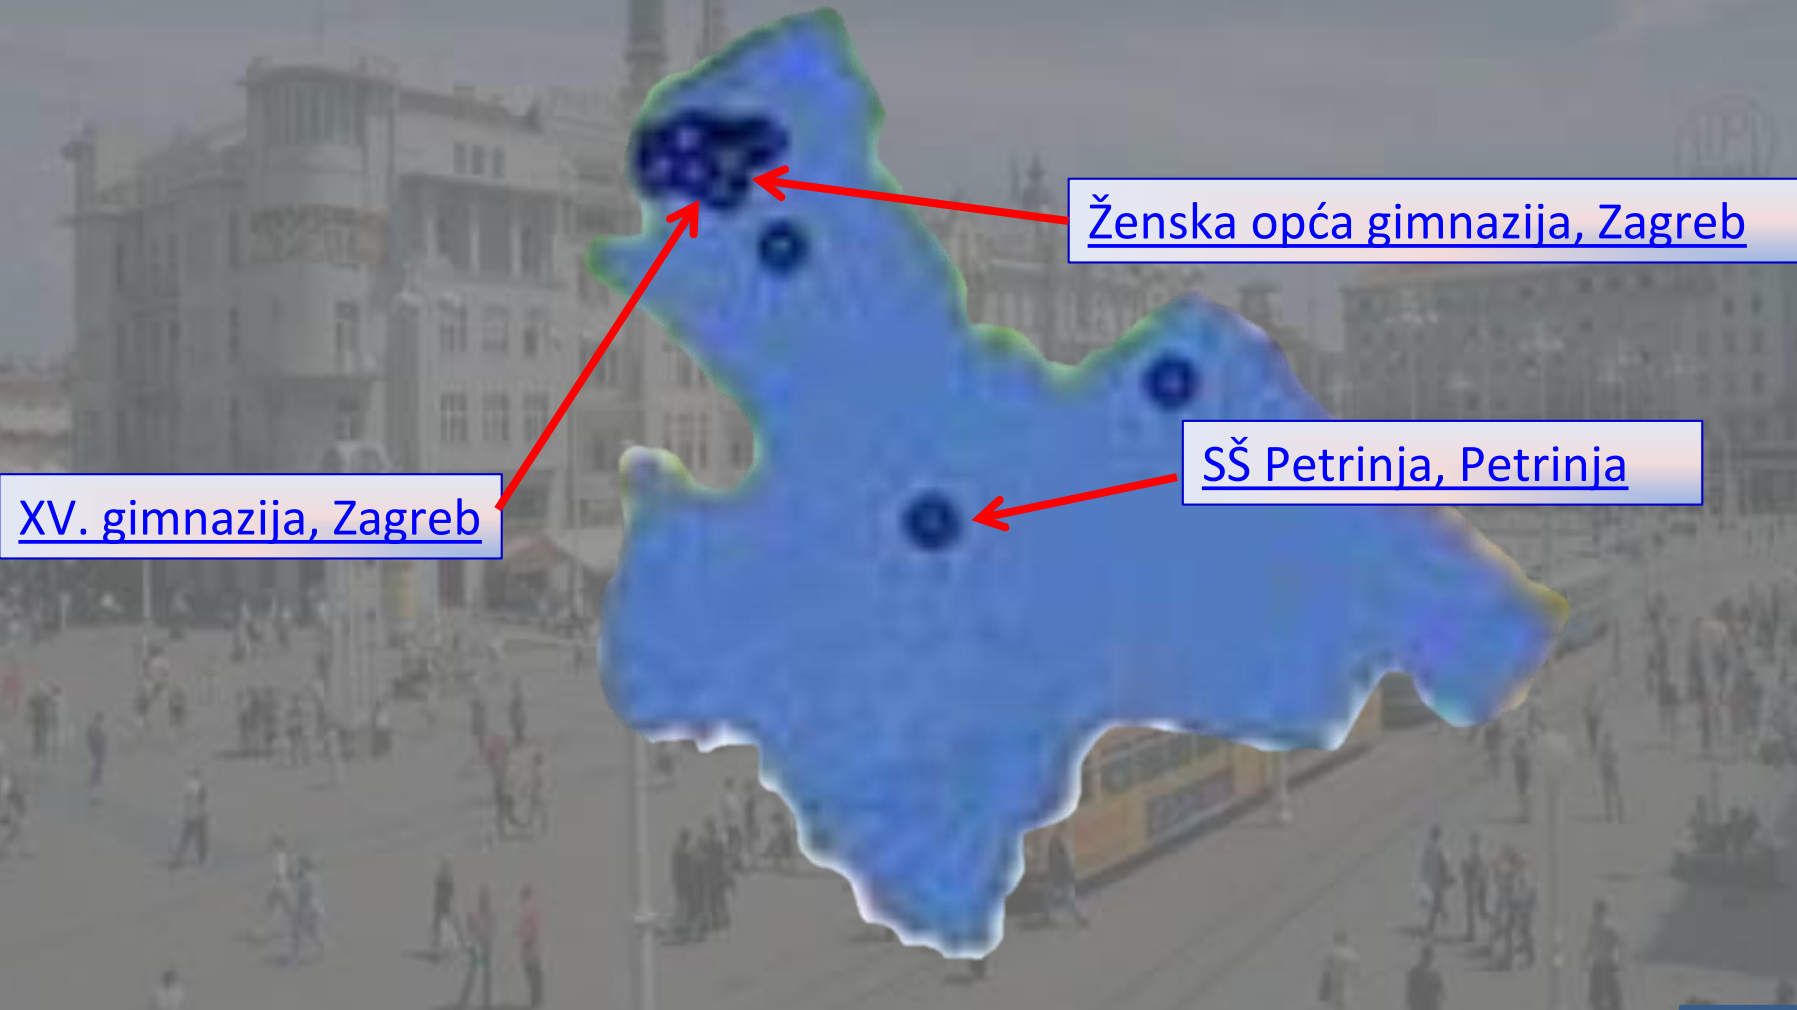 Ženska opća gimnazija, Zagreb
SŠ Petrinja, Petrinja
XV. gimnazija, Zagreb